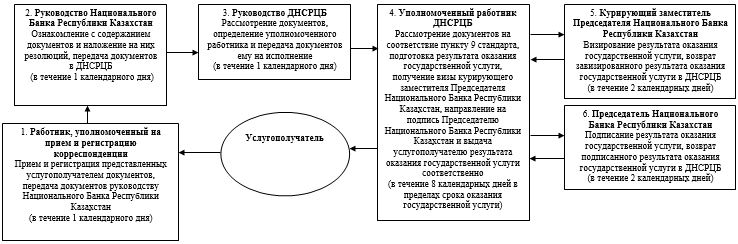 2. Руководство Национального
Банка Республики Казахстан
Ознакомление с содержанием
документов и наложение на них
резолюций, передача документов
в ДНСРЦБ
(в течение 1 календарного дня)
3. Руководство ДНСРЦБ
Рассмотрение документов,
определение уполномоченного
работника и передача документов
ему на исполнение
(в течение 1 календарного дня)
4. Уполномоченный работник
ДНСРЦБ
Рассмотрение документов на
соответствие пункту 9 стандарта,
подготовка результата оказания
государственной услуги,
получение визы курирующего
заместителя Председателя
Национального Банка Республики
Казахстан, направление на
подпись Председателю
Национального Банка Республики
Казахстан и выдача
услугополучателю результата
оказания государственной услуги
соответственно
(в течение 8 календарных дней в
пределах срока оказания
государственной услуги)
5. Курирующий заместитель
Председателя Национального Банка
Республики Казахстан
Визирование результата оказания
государственной услуги, возврат
завизированного результата оказания
государственной услуги в ДНСРЦБ
(в течение 2 календарных дней)
6. Председатель Национального
Банка Республики Казахстан
Подписание результата оказания
государственной услуги, возврат
подписанного результата оказания
государственной услуги в ДНСРЦБ
(в течение 2 календарных дней)
1. Работник, уполномоченный на
прием и регистрацию
корреспонденции
Прием и регистрация представленных
услугополучателем документов,
передача документов руководству
Национального Банка Республики
Казахстан
(в течение 1 календарного дня)
Услугополучатель